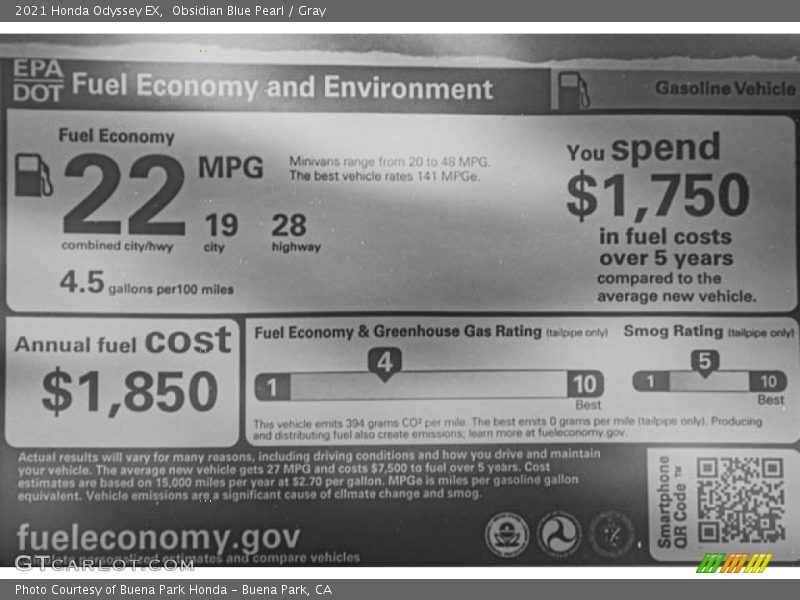 2021 Honda Odyssey EX, Obsidian Blue Pearl / Gray
EPA
DOT
Fuel Economy and Environment
Gasoline Vehicle
Fuel Economy
22 MPG
combined city/hwy
19
city
28
highway
4.5 gallons per100 miles
Minivans range from 20 to 48 MPG.
The best vehicle rates 141 MPGe.
You spend
$1,750
in fuel costs
over 5 years
compared to the
average new vehicle.
Annual fuel cost
$1,850
Fuel Economy & Greenhouse Gas Rating (tailpipe only)
1
4
10
Best
Smog Rating (tailpipe only)
1
5
10
Best
This vehicle emits 394 grams CO² per mile. The best emits 0 grams per mile (tailpipe only). Producing
and distributing fuel also create emissions; learn more at fueleconomy.gov.
Actual results will vary for many reasons, including driving conditions and how you drive and maintain
your vehicle. The average new vehicle gets 27 MPG and costs $7,500 to fuel over 5 years. Cost
estimates are based on 15,000 miles per year at $2.70 per gallon. MPGe is miles per gasoline gallon
equivalent. Vehicle emissions are a significant cause of climate change and smog.
fueleconomy.gov
personalized estimates and compare vehicles
Smartphone
QR Code™
GTCARLOT.COM
Photo Courtesy of Buena Park Honda - Buena Park, CA